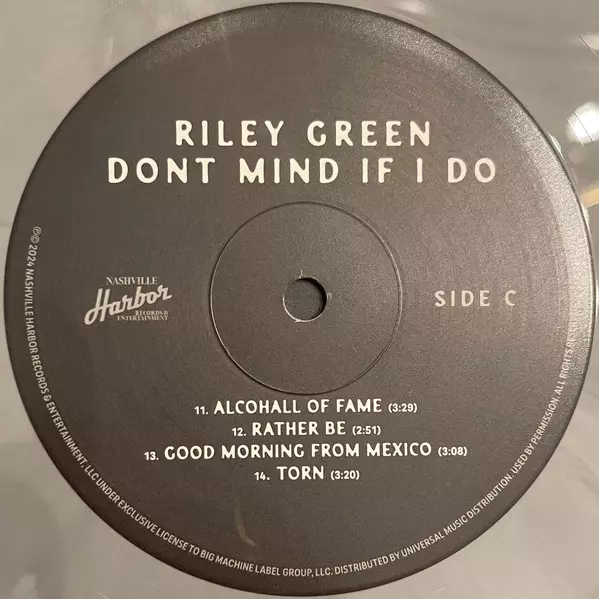 RILEY GREEN
DONT MIND IF I DO
NASHVILLE
Harbor
RECORDS &
ENTERTAINMENT
SIDE C
11. ALCOHALL OF FAME (3:29)
12. RATHER BE (2:51)
13. GOOD MORNING FROM MEXICO (3:08)
14. TORN (3:20)
℗© 2024 NASHVILLE HARBOR RECORDS & ENTERTAINMENT, LLC UNDER EXCLUSIVE LICENSE TO BIG MACHINE LABEL GROUP, LLC. DISTRIBUTED BY UNIVERSAL MUSIC DISTRIBUTION. USED BY PERMISSION. ALL RIGHTS